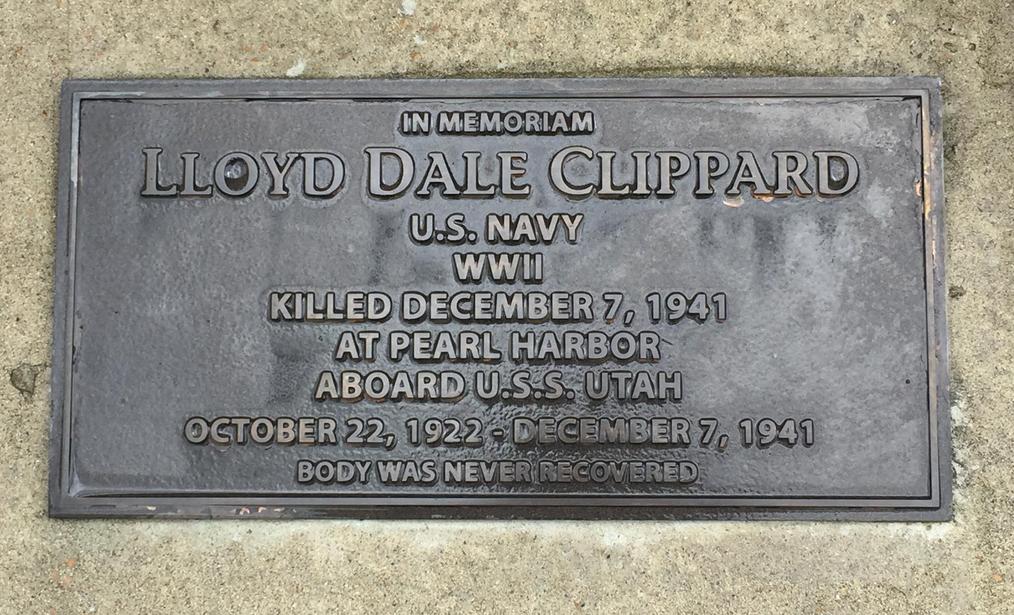 IN MEMORIAM
LLOYD DALE CLIPPARD
U.S. NAVY
WWII
KILLED DECEMBER 7, 1941
AT PEARL HARBOR
ABOARD U.S.S. UTAH
OCTOBER 22, 1922 - DECEMBER 7, 1941
BODY WAS NEVER RECOVERED